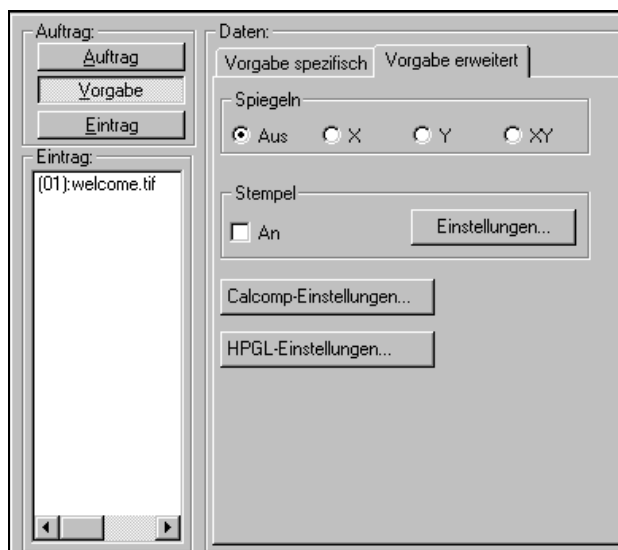 Auftrag:
Auftrag
Vorgabe
Eintrag
Eintrag:
(01):welcome.tif
Daten:
Vorgabe spezifisch Vorgabe erweitert
Spiegeln
Aus X Y XY
Stempel
An Einstellungen...
Calcomp-Einstellungen...
HPGL-Einstellungen...